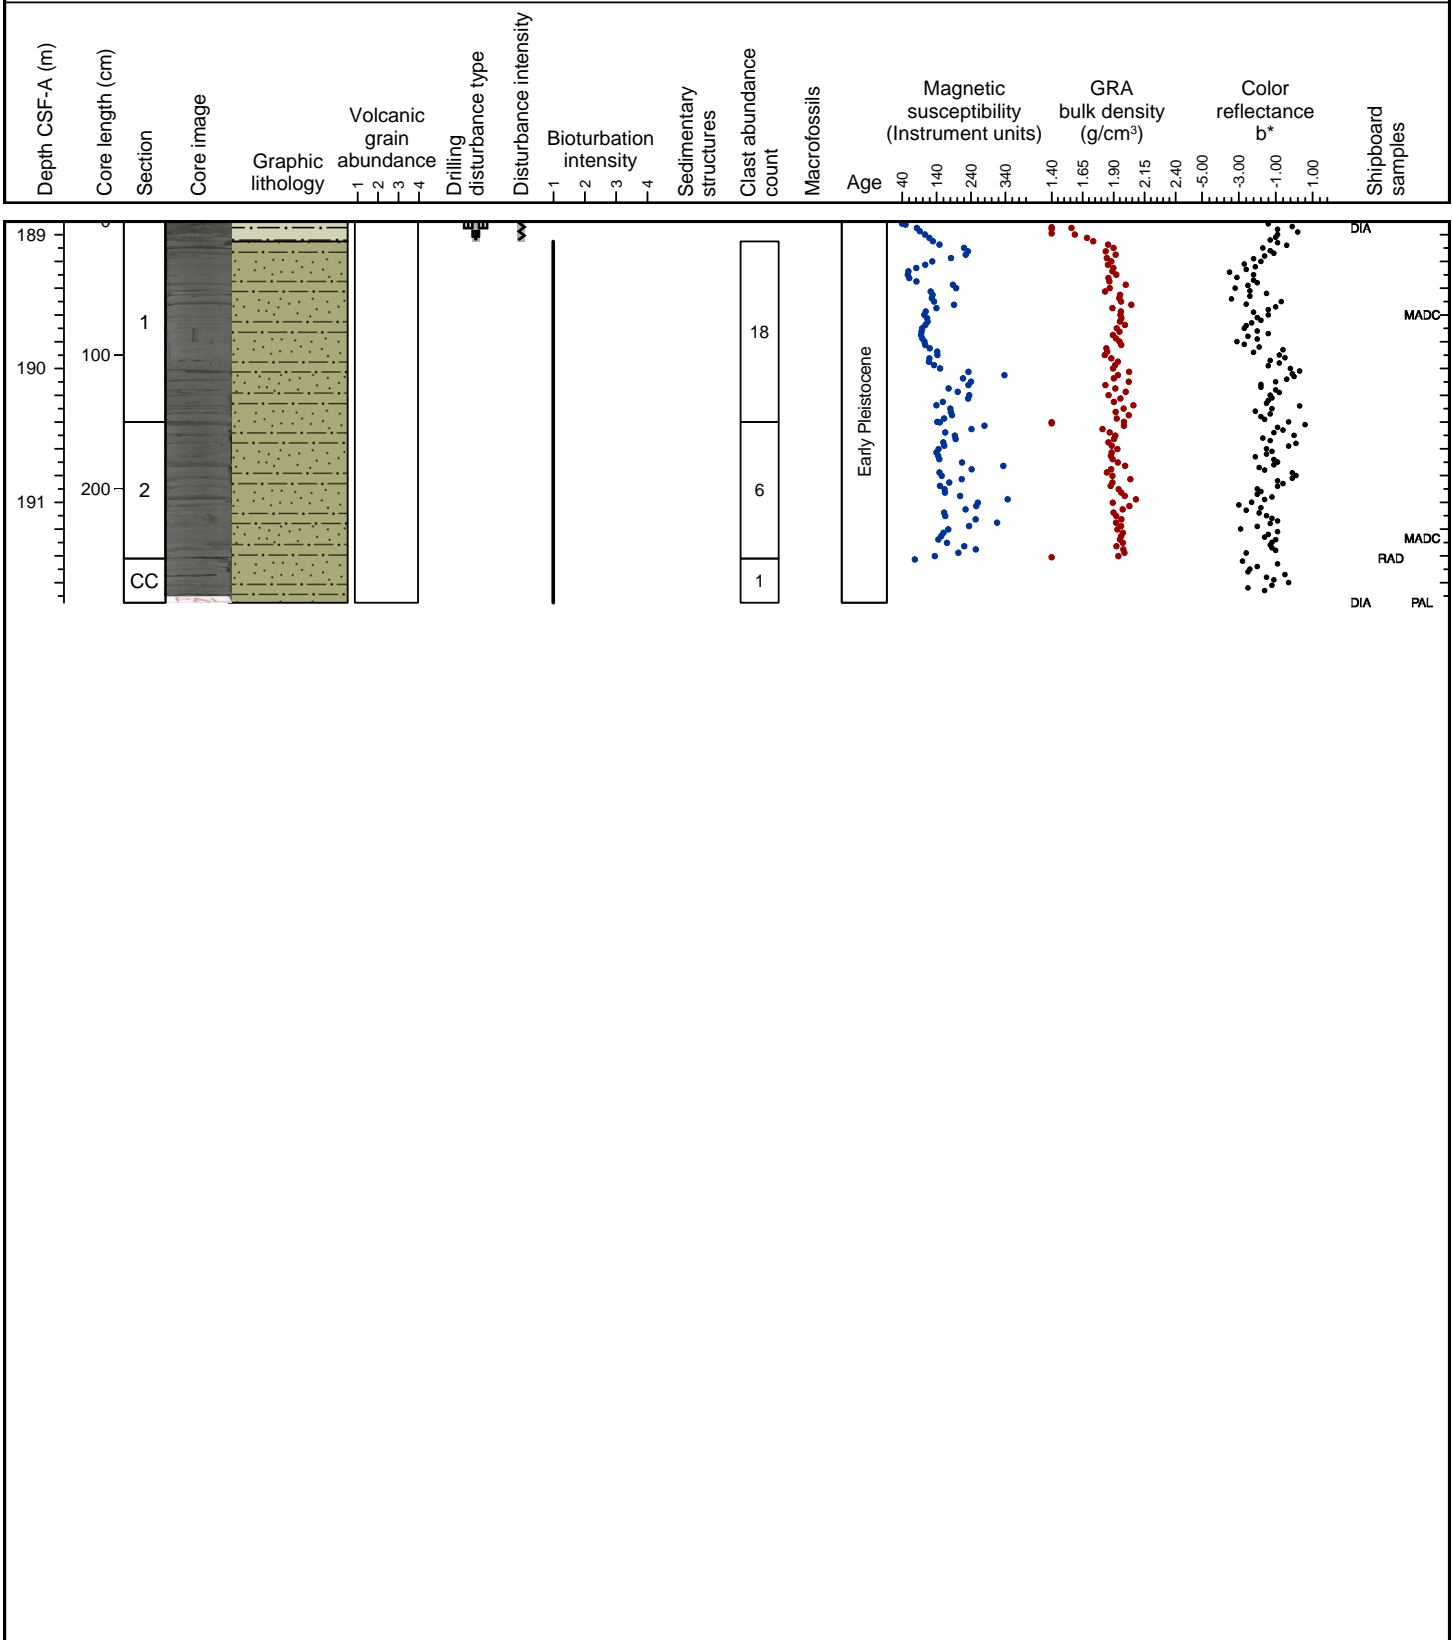 Depth CSF-A (m)
Core length (cm)
Section
Core image
Graphic
lithology
Volcanic
grain
abundance
1 2 3 4
Drilling
disturbance type
Disturbance intensity
Bioturbation
intensity
1 2 3 4
Sedimentary
structures
Clast abundance
count
Macrofossils
Age
Magnetic
susceptibility
(Instrument units)
40 140 240 340
GRA
bulk density
(g/cm³)
1.40 1.65 1.90 2.15 2.40
Color
reflectance
b*
-5.00 -3.00 -1.00 1.00
Shipboard
samples
189
190
191
0
100
200
1
2
CC
18
6
1
Early Pleistocene
DIA
MADC
MADC
RAD
DIA PAL